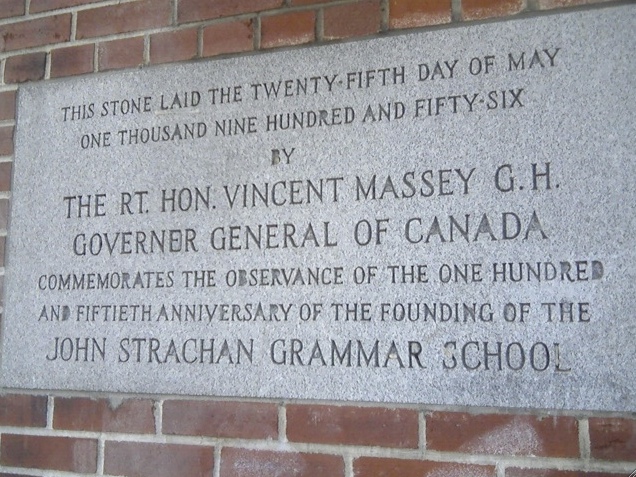 THIS STONE LAID THE TWENTY-FIFTH DAY OF MAY
ONE THOUSAND NINE HUNDRED AND FIFTY-SIX
BY
THE RT. HON. VINCENT MASSEY G.H.
GOVERNER GENERAL OF CANADA
COMMEMORATES THE OBSERVANCE OF THE ONE HUNDRED
AND FIFTIETH ANNIVERSARY OF THE FOUNDING OF THE
JOHN STRACHAN GRAMMAR SCHOOL